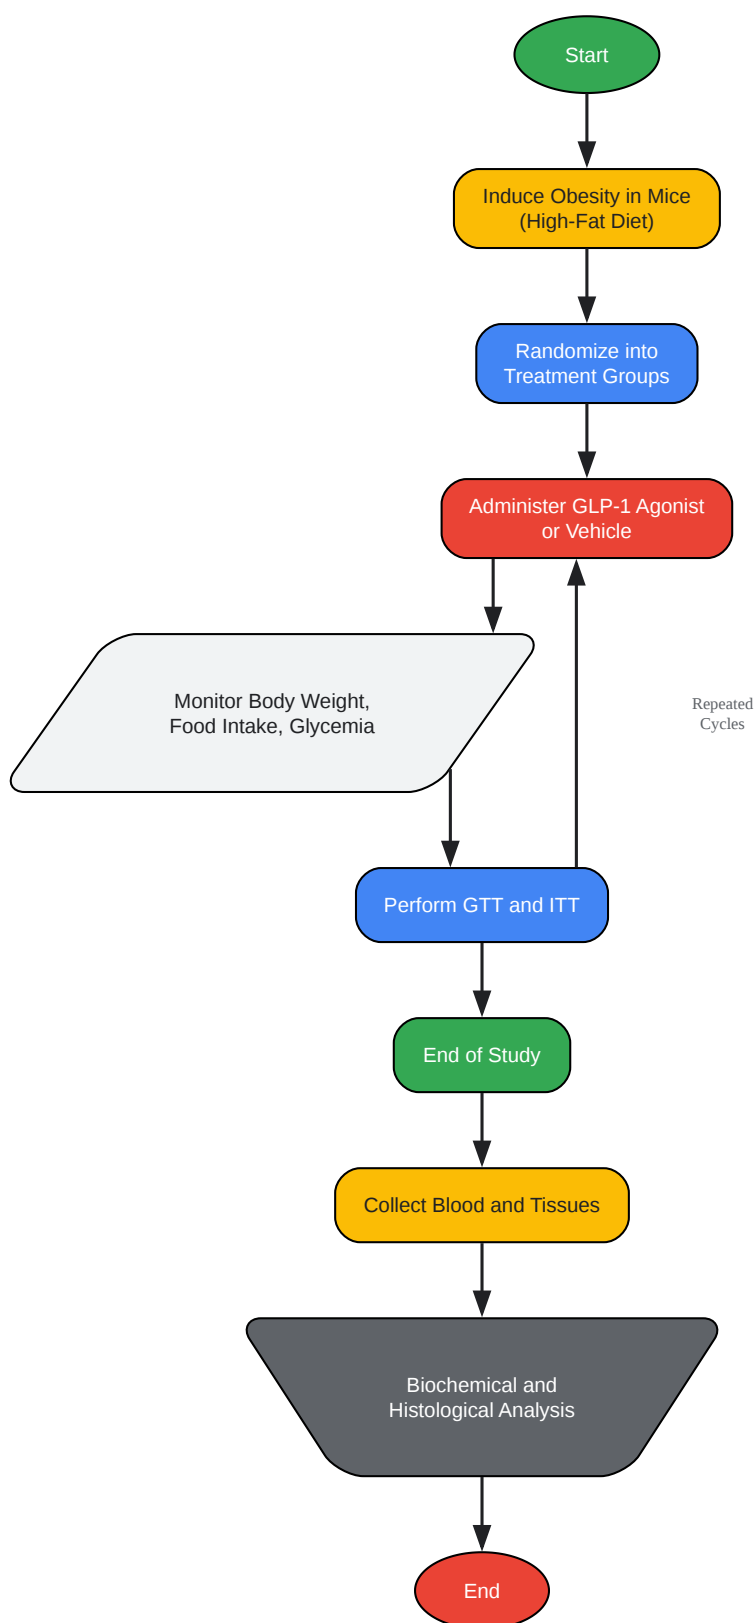 Start
Induce Obesity in Mice
(High-Fat Diet)
Randomize into
Treatment Groups
Administer GLP-1 Agonist
or Vehicle
Monitor Body Weight,
Food Intake, Glycemia
Repeated
Cycles
Perform GTT and ITT
End of Study
Collect Blood and Tissues
Biochemical and
Histological Analysis
End